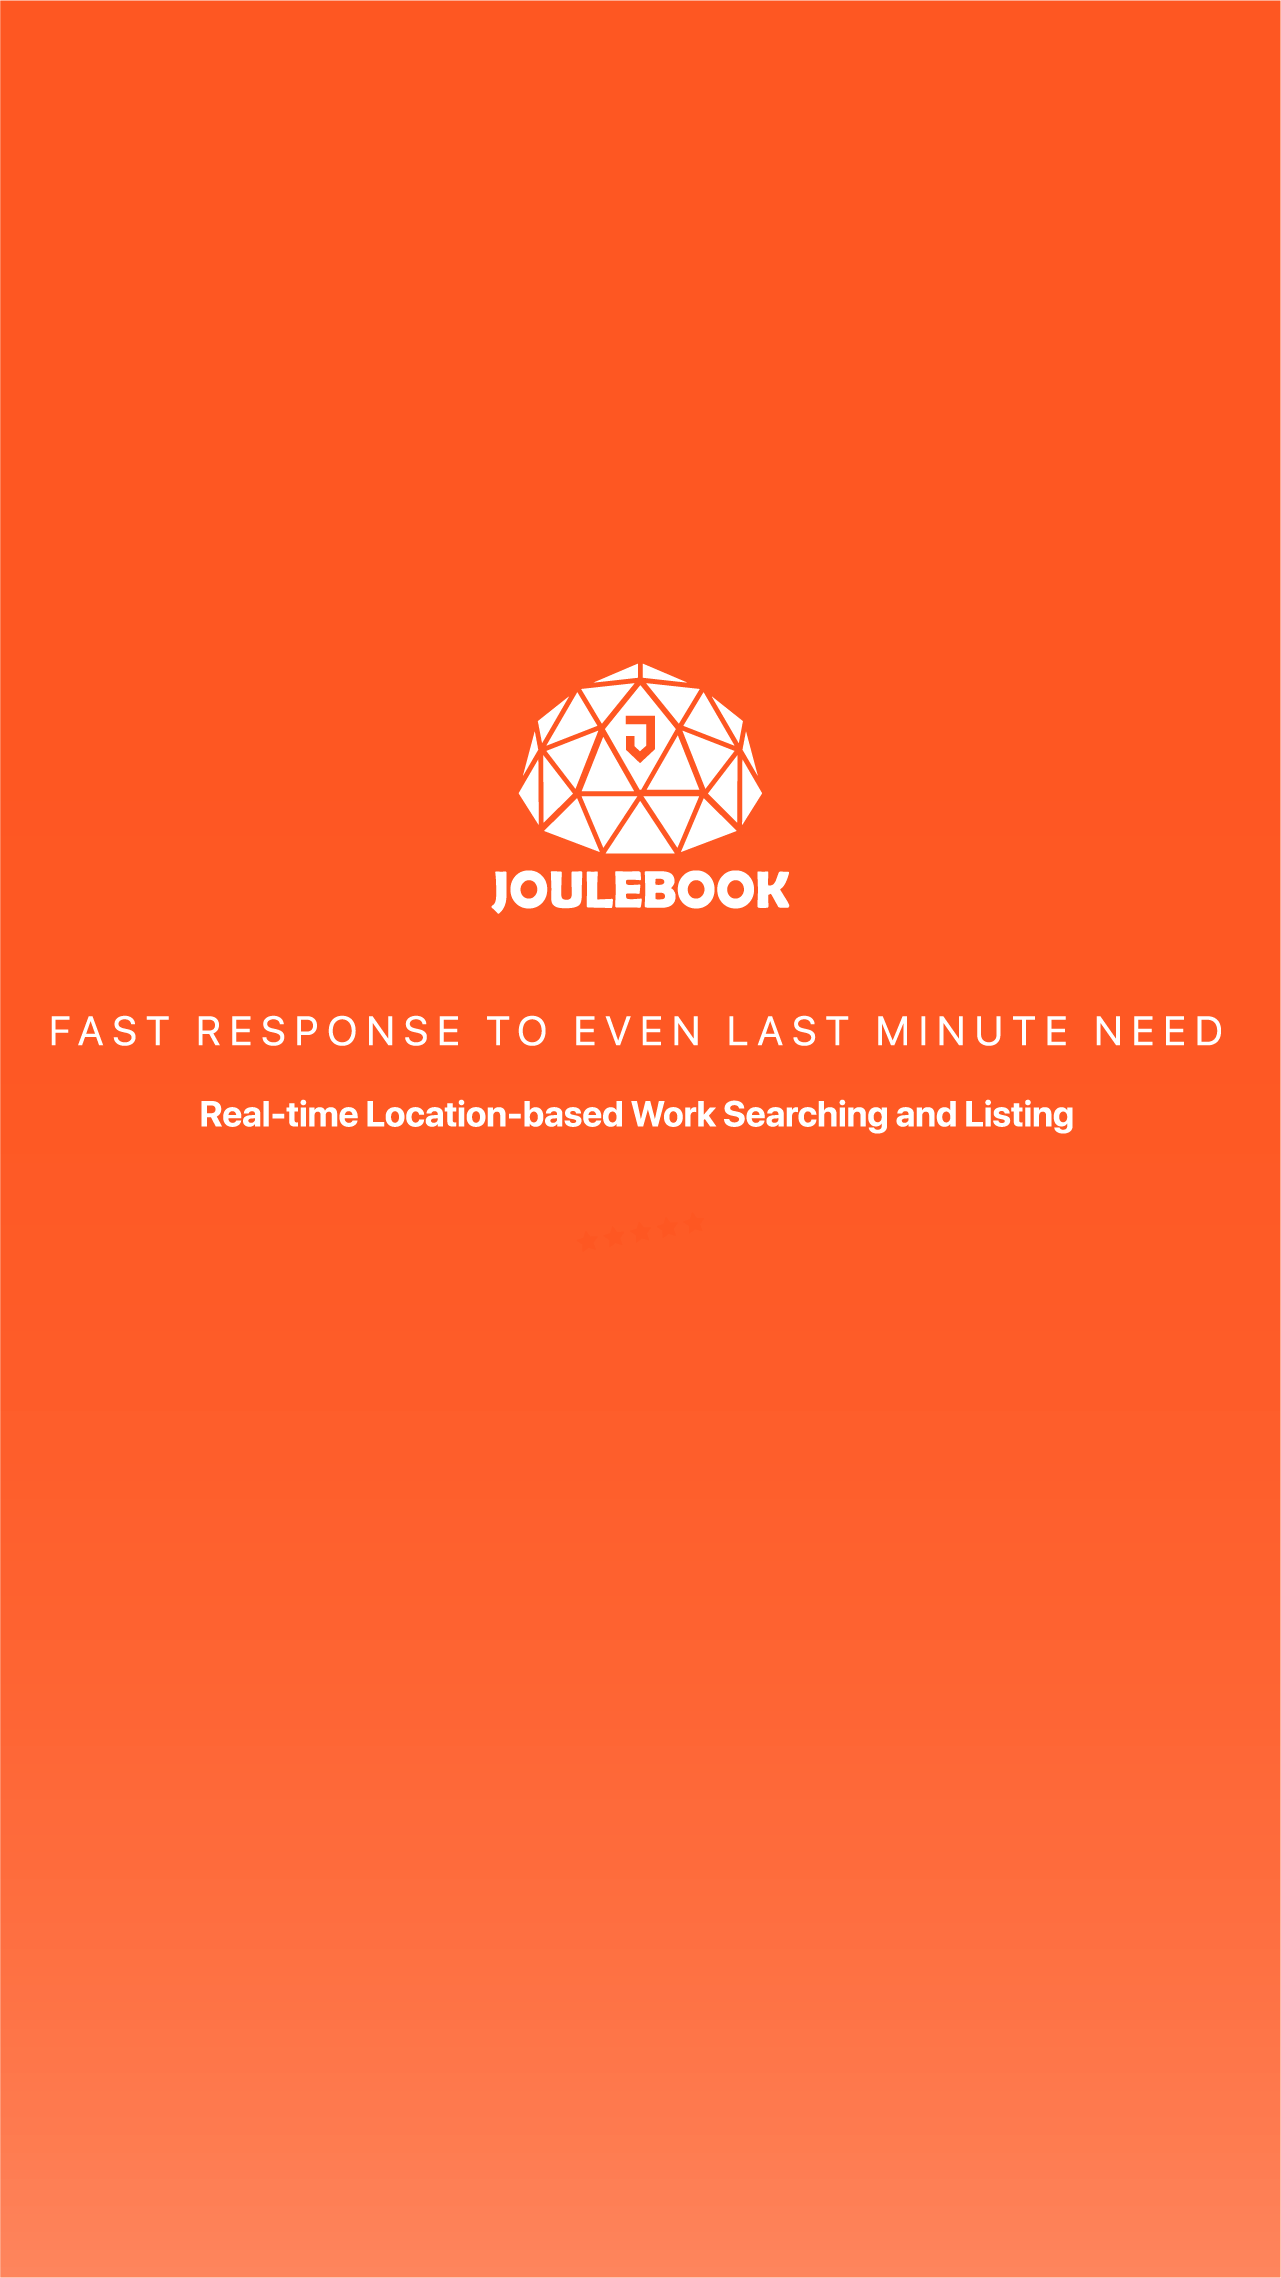 J
JOULEBOOK
FAST RESPONSE TO EVEN LAST MINUTE NEED
Real-time Location-based Work Searching and Listing